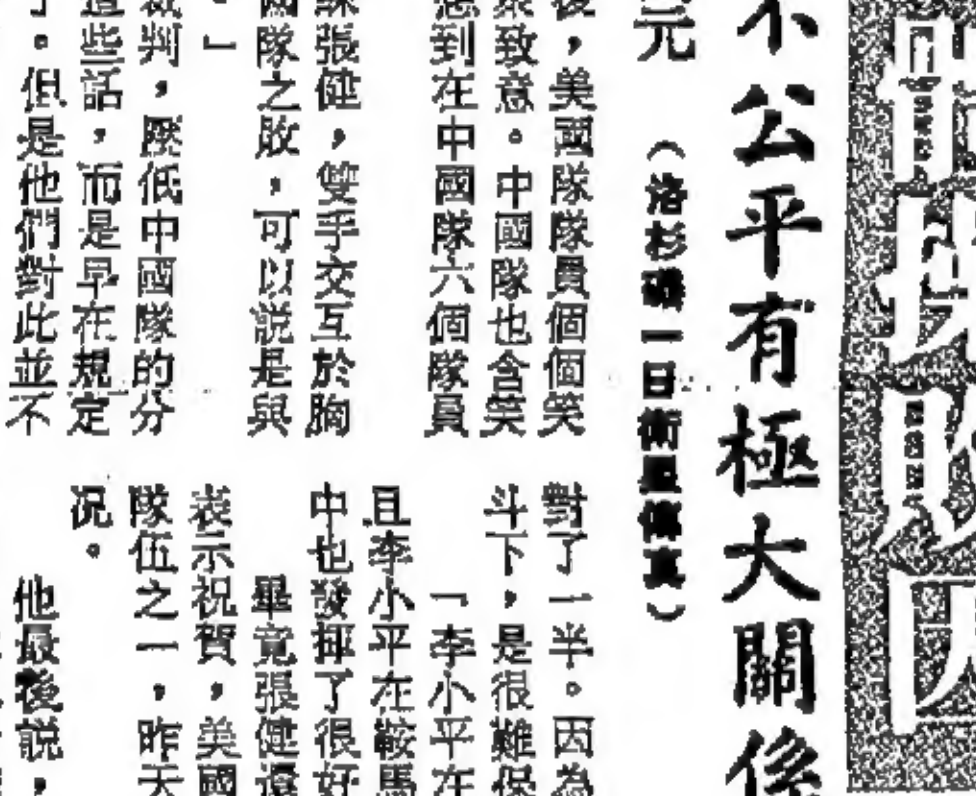 敗因
不公平有極大關係
元
（洛杉磯一日衛星傳真）
後，美國隊隊員個個笑
致意。中國隊也含笑
想到在中國隊六個隊員
張健，雙手交互於胸
國隊之敗，可以說是與
。」
裁判，壓低中國隊的分
這些話，而是早在規定
了。但是他們對此並不
對了一半。因為
斗下，是很難保
「李小平在
且李小平在鞍馬
中也發揮了很好
畢竟張健還
表示祝賀，美國
隊伍之一，昨天
況。
他最後說，